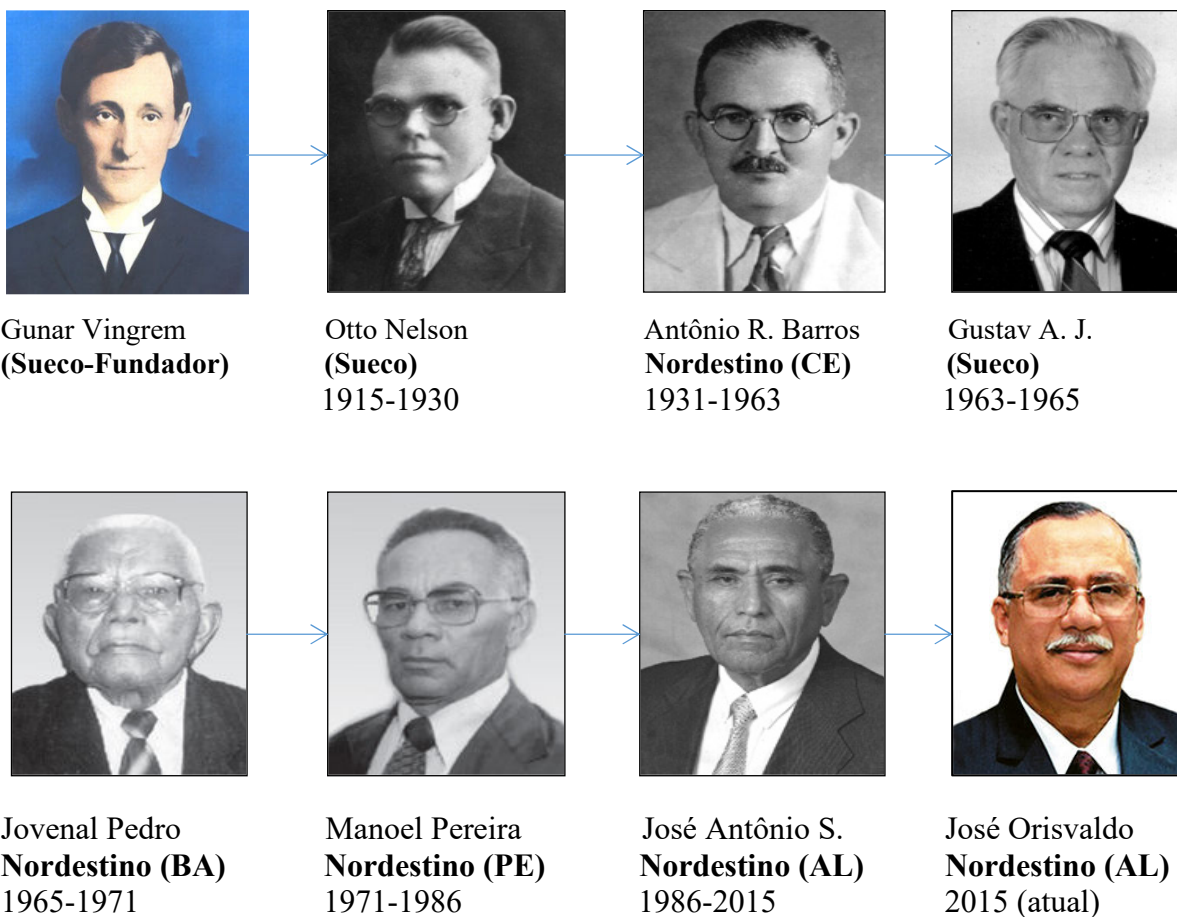 Gunar Vingrem
(Sueco-Fundador)
Otto Nelson
(Sueco)
1915-1930
Antônio R. Barros
Nordestino (CE)
1931-1963
Gustav A. J.
(Sueco)
1963-1965
Jovenal Pedro
Nordestino (BA)
1965-1971
Manoel Pereira
Nordestino (PE)
1971-1986
José Antônio S.
Nordestino (AL)
1986-2015
José Orisvaldo
Nordestino (AL)
2015 (atual)